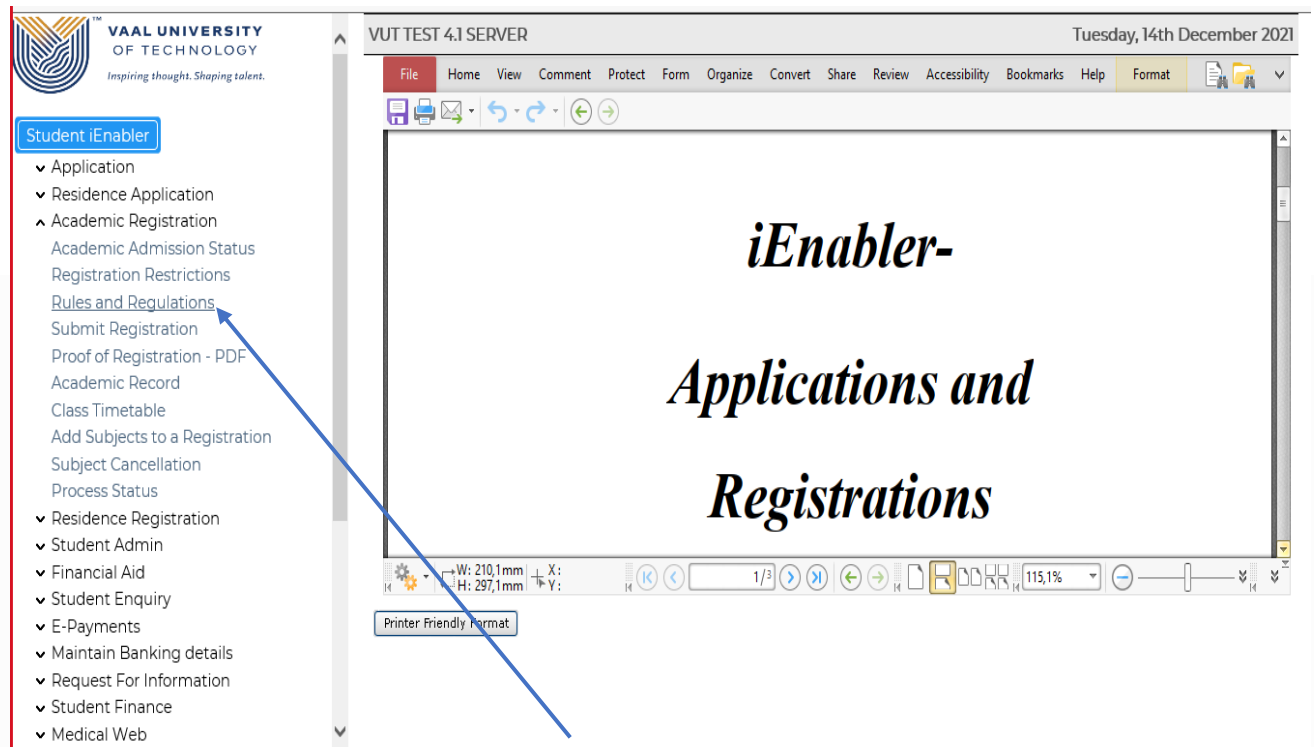 VAAL UNIVERSITY
OF TECHNOLOGY
Inspiring thought. Shaping talent.
TM
Student iEnabler
Application
Residence Application
Academic Registration
Academic Admission Status
Registration Restrictions
Rules and Regulations
Submit Registration
Proof of Registration - PDF
Academic Record
Class Timetable
Add Subjects to a Registration
Subject Cancellation
Process Status
Residence Registration
Student Admin
Financial Aid
Student Enquiry
E-Payments
Maintain Banking details
Request For Information
Student Finance
Medical Web
VUT TEST 4.1 SERVER Tuesday, 14th December 2021
File Home View Comment Protect Form Organize Convert Share Review Accessibility Bookmarks Help Format
iEnabler-
Applications and
Registrations
W: 210,1mm X:
H: 297,1mm Y:
1/3 115,1%
Printer Friendly Format